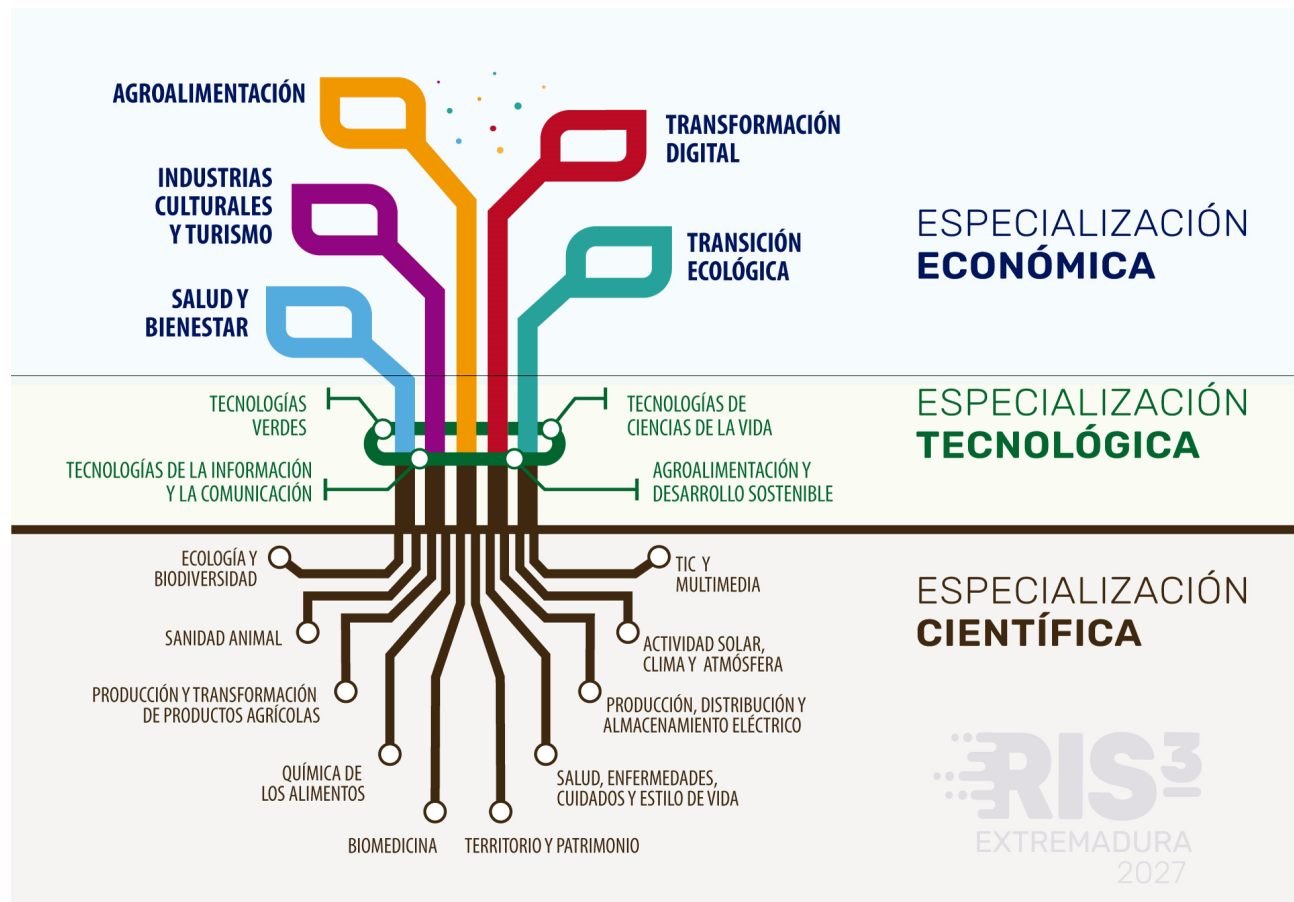 AGROALIMENTACIÓN
TRANSFORMACIÓN
DIGITAL
INDUSTRIAS
CULTURALES
Y TURISMO
TRANSICIÓN
ECOLÓGICA
SALUD Y
BIENESTAR
ESPECIALIZACIÓN
ECONÓMICA
TECNOLOGÍAS
VERDES
TECNOLOGÍAS DE
CIENCIAS DE LA VIDA
TECNOLOGÍAS DE LA INFORMACIÓN
Y LA COMUNICACIÓN
AGROALIMENTACIÓN Y
DESARROLLO SOSTENIBLE
ESPECIALIZACIÓN
TECNOLÓGICA
ECOLOGÍA Y
BIODIVERSIDAD
TIC Y
MULTIMEDIA
SANIDAD ANIMAL
ACTIVIDAD SOLAR,
CLIMA Y ATMÓSFERA
PRODUCCIÓN Y TRANSFORMACIÓN
DE PRODUCTOS AGRÍCOLAS
PRODUCCIÓN, DISTRIBUCIÓN Y
ALMACENAMIENTO ELÉCTRICO
QUÍMICA DE
LOS ALIMENTOS
SALUD, ENFERMEDADES,
CUIDADOS Y ESTILO DE VIDA
BIOMEDICINA
TERRITORIO Y PATRIMONIO
ESPECIALIZACIÓN
CIENTÍFICA
RIS3
EXTREMADURA
2027